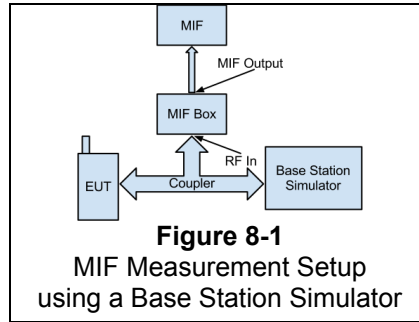 MIF
MIF Output
MIF Box
RF In
EUT
Coupler
Base Station
Simulator
Figure 8-1
MIF Measurement Setup
using a Base Station Simulator